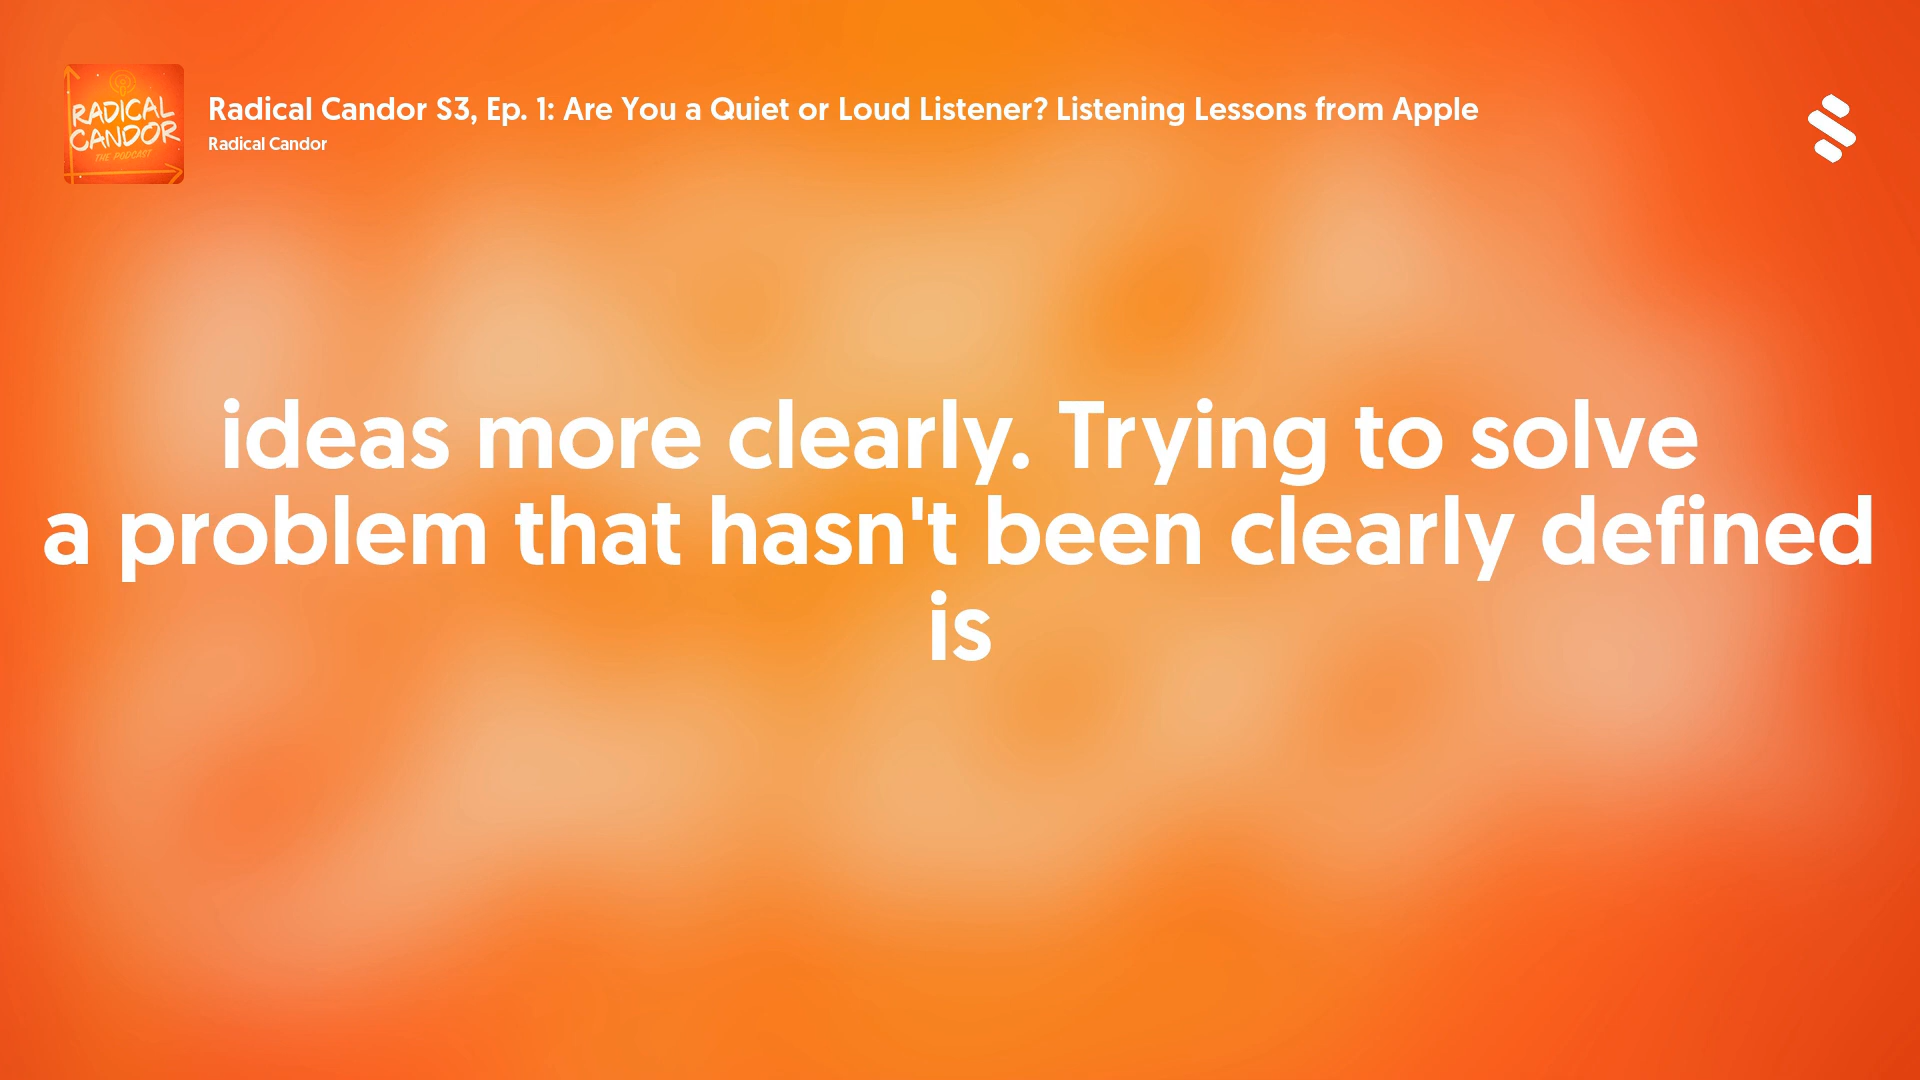 RADICAL
CANDOR
THE PODCAST
Radical Candor S3, Ep. 1: Are You a Quiet or Loud Listener? Listening Lessons from Apple
Radical Candor
ideas more clearly. Trying to solve
a problem that hasn't been clearly defined
is